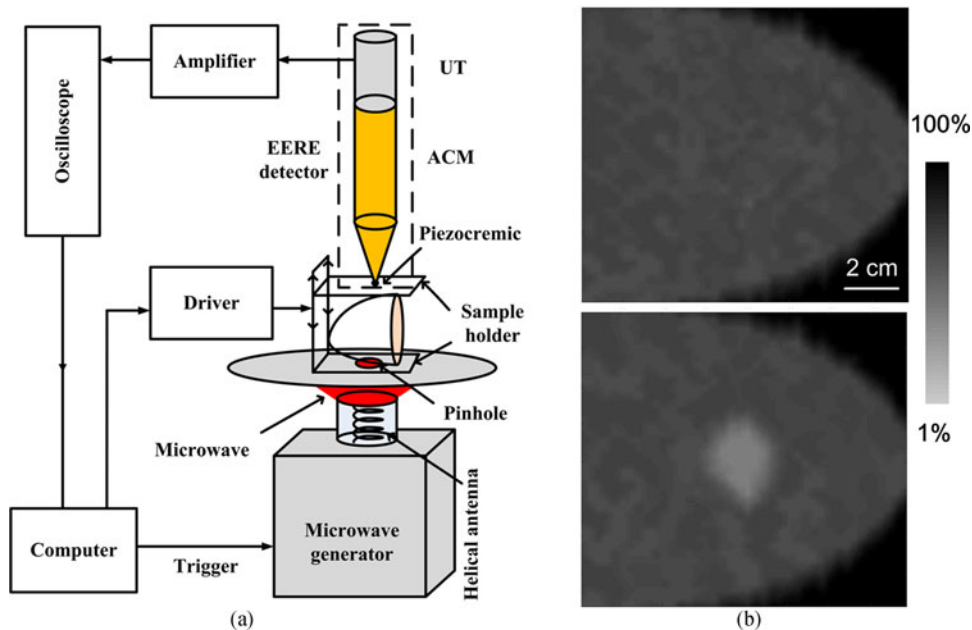 Oscilloscope
Amplifier
UT
EERE
detector
ACM
Piezocremic
Driver
Sample
holder
Pinhole
Microwave
Helical antenna
Microwave
generator
Computer
Trigger
(a)
2 cm
100%
1%
(b)